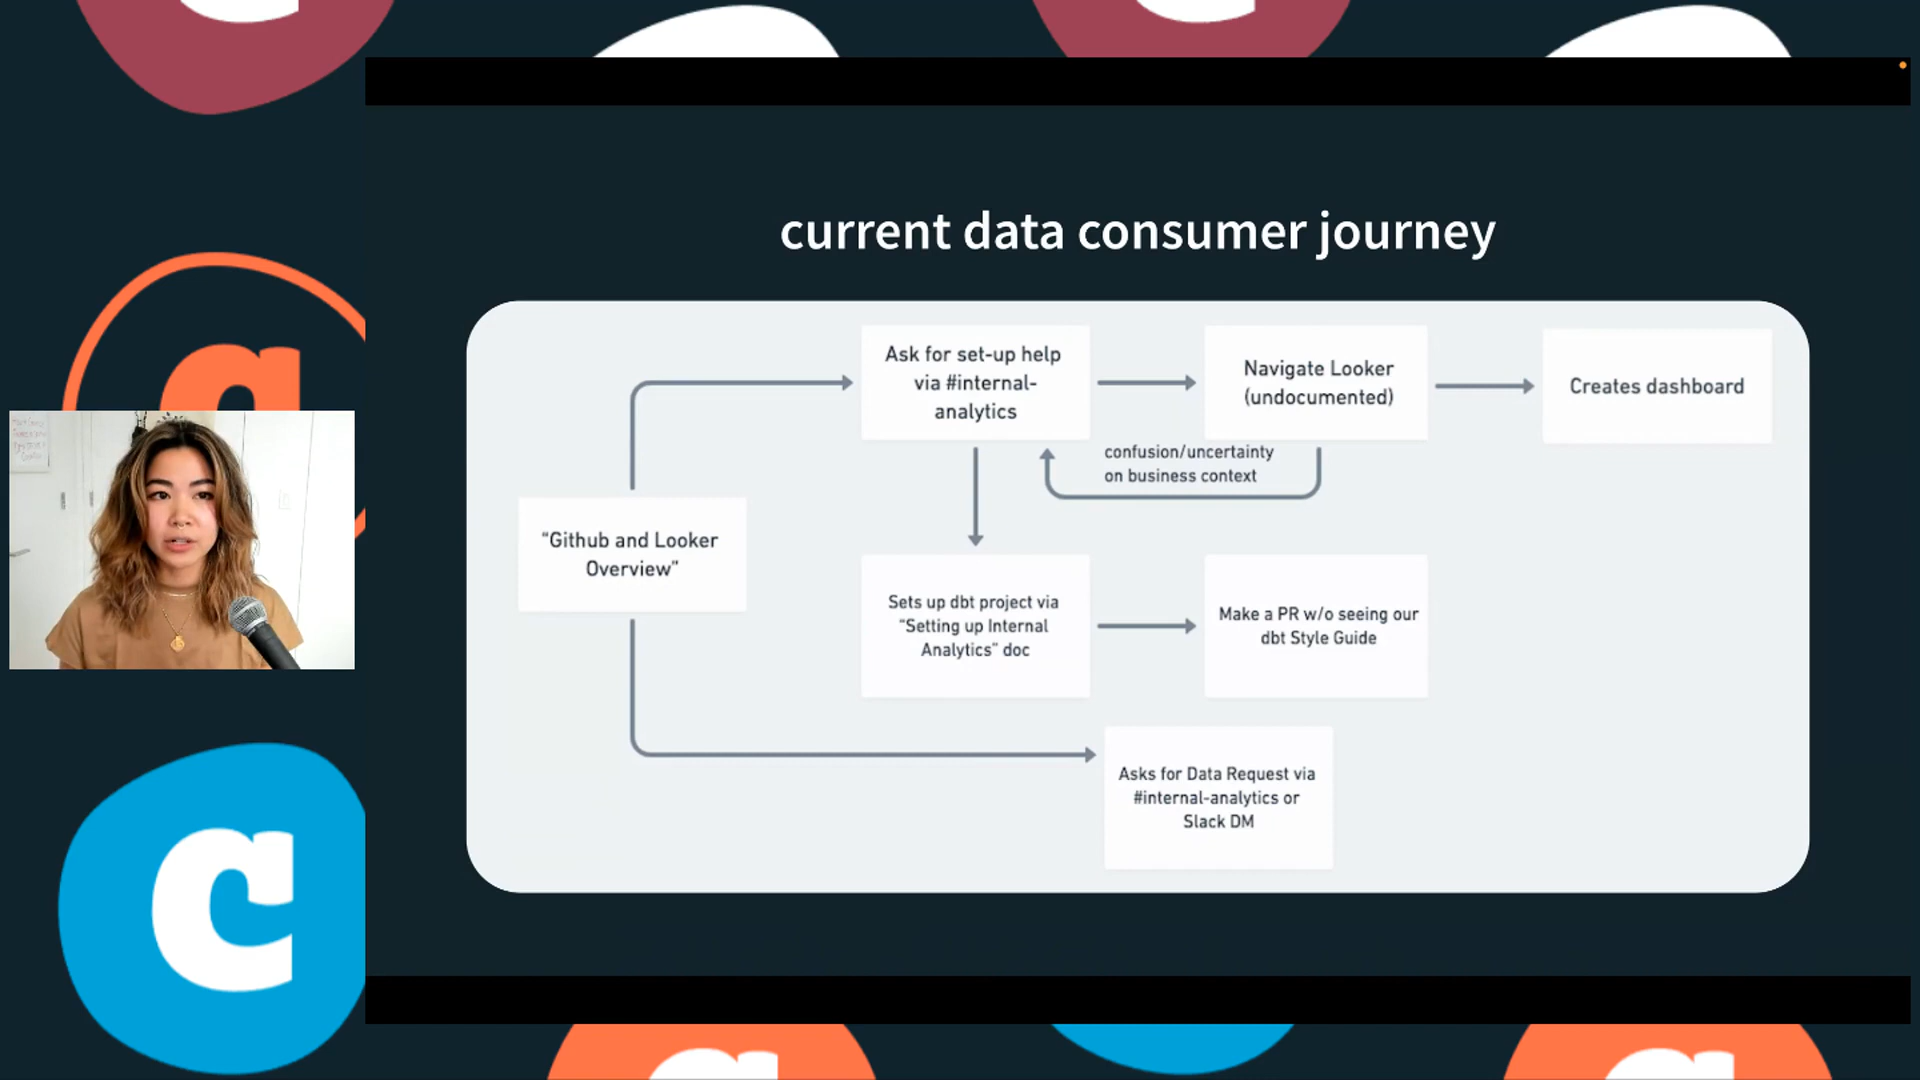 current data consumer journey
Ask for set-up help
via #internal-
analytics
Navigate Looker
(undocumented)
Creates dashboard
confusion/uncertainty
on business context
“Github and Looker
Overview”
Sets up dbt project via
“Setting up Internal
Analytics” doc
Make a PR w/o seeing our
dbt Style Guide
Asks for Data Request via
#internal-analytics or
Slack DM